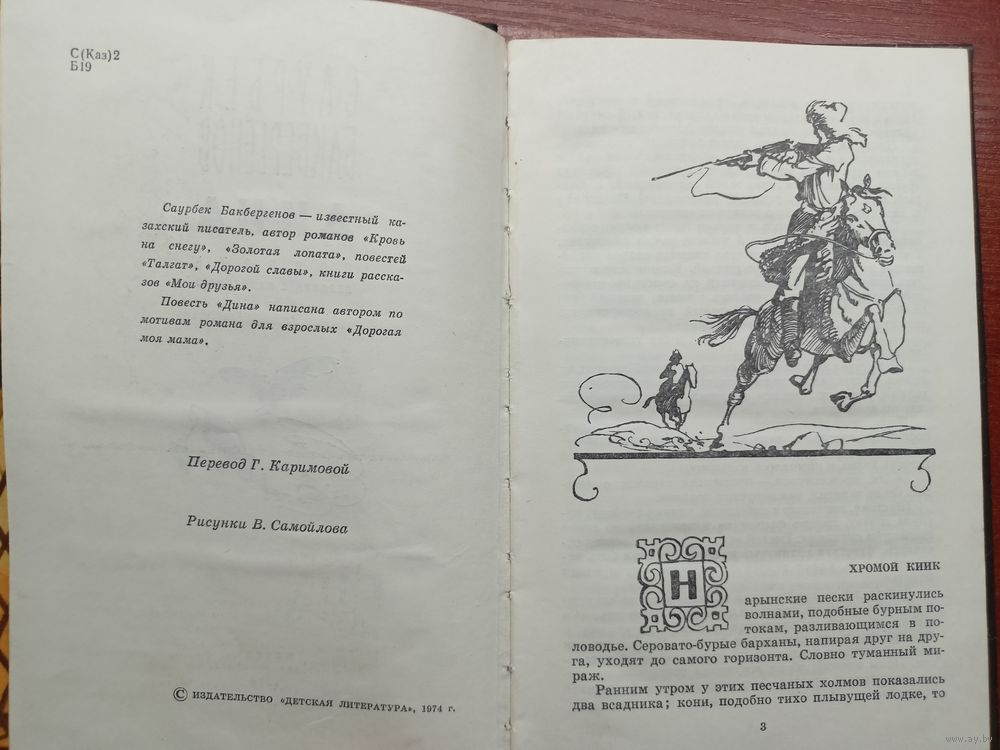 С(Каз)2
Б19
Саурбек Бакбергенов — известный ка-
захский писатель, автор романов «Кровь
на снегу», «Золотая лопата», повестей
«Талгат», «Дорогой славы», книги расска-
зов «Мои друзья».
Повесть «Дина» написана автором по
мотивам романа для взрослых «Дорогая
моя мама».
Перевод Г. Каримовой
Рисунки В. Самойлова
© ИЗДАТЕЛЬСТВО «ДЕТСКАЯ ЛИТЕРАТУРА», 1974 г.
ХРОМОЙ КИИК
Нарынские пески раскинулись
волнами, подобные бурным по-
токам, разливающимся в по-
ловодье. Серовато-бурые барханы, напирая друг на дру-
га, уходят до самого горизонта. Словно туманный ми-
раж.
Ранним утром у этих песчаных холмов показались
два всадника; кони, подобно тихо плывущей лодке, то
3
www.ay.by